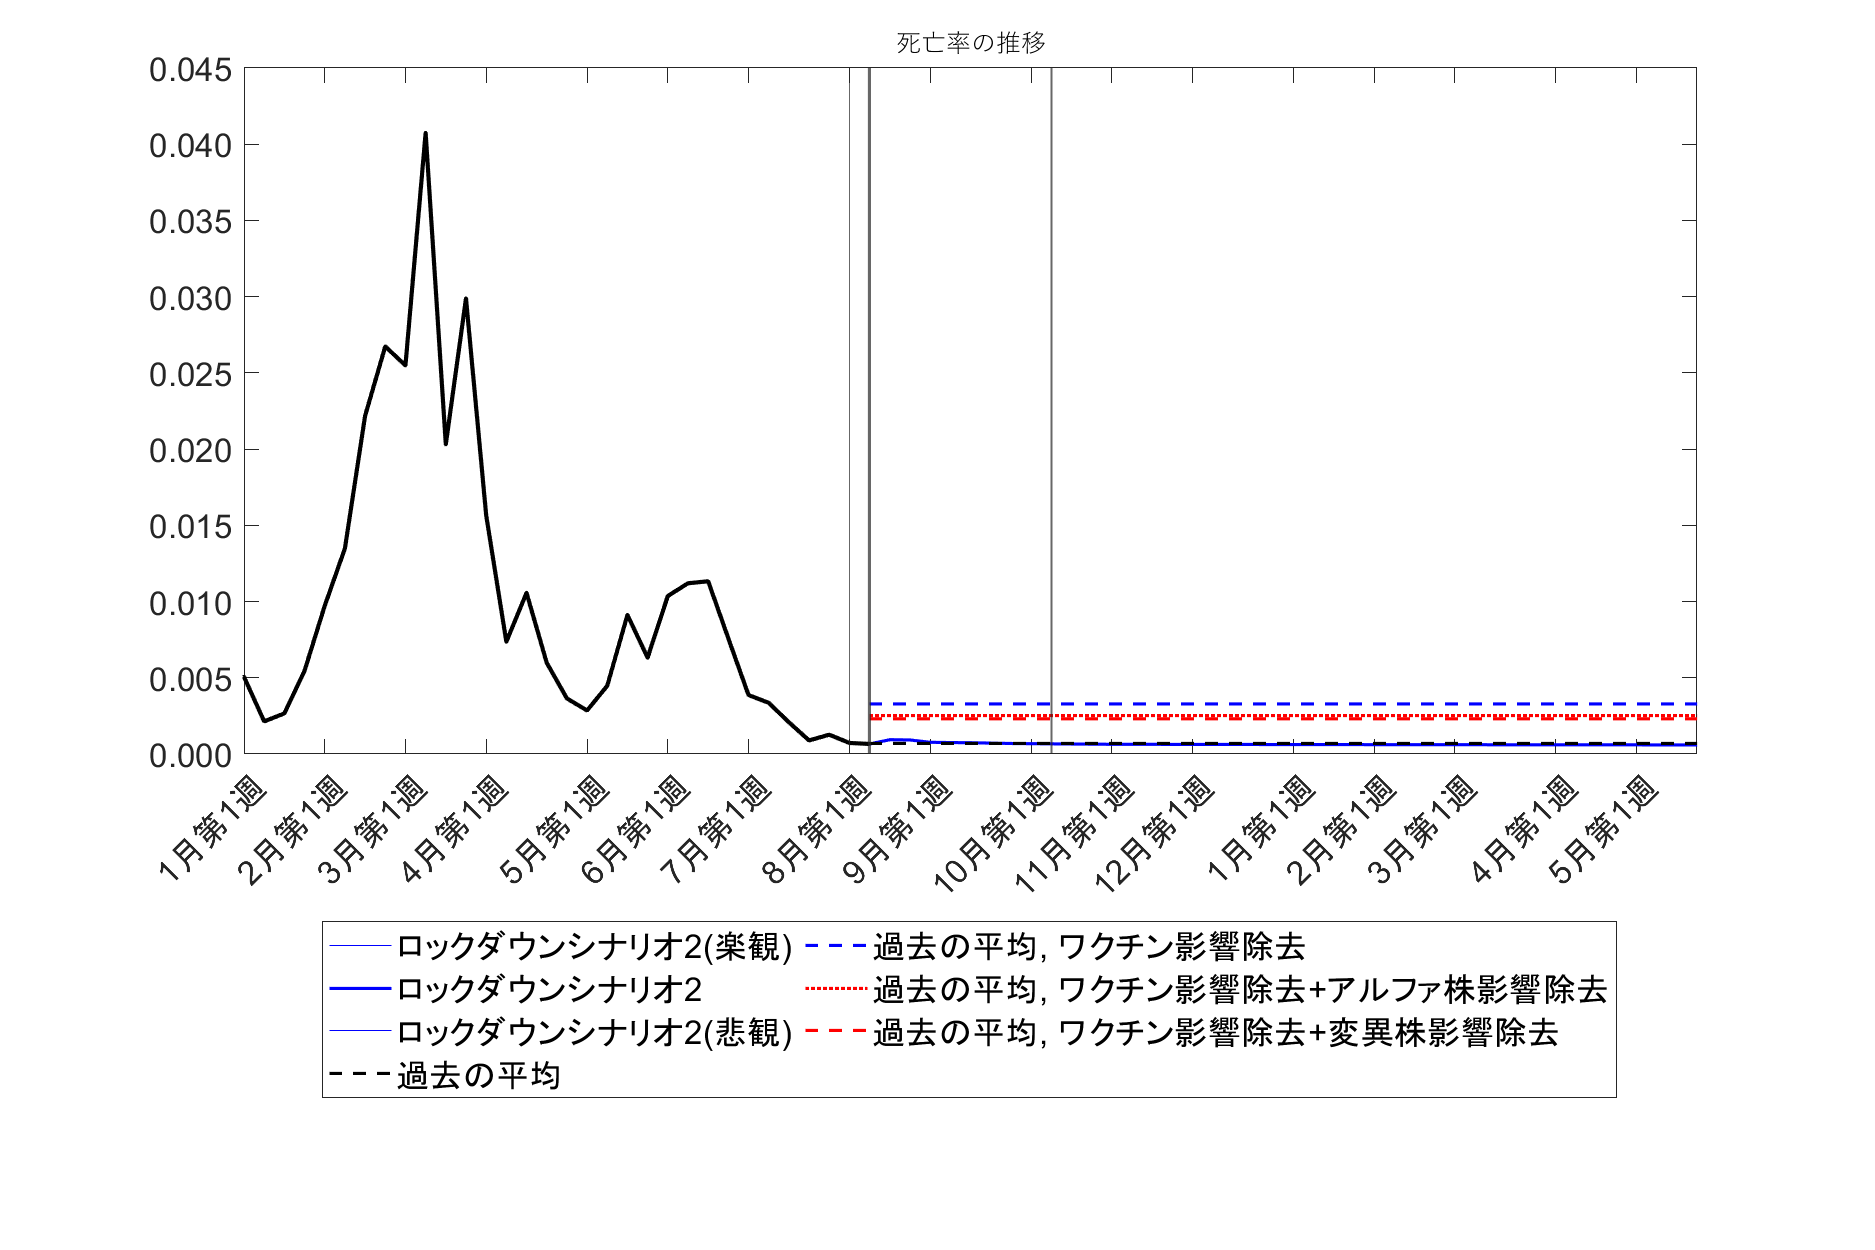 死亡率の推移
0.045
0.040
0.035
0.030
0.025
0.020
0.015
0.010
0.005
0.000
1月第1週
2月第1週
3月第1週
4月第1週
5月第1週
6月第1週
7月第1週
8月第1週
9月第1週
10月第1週
11月第1週
12月第1週
1月第1週
2月第1週
3月第1週
4月第1週
5月第1週
ロックダウンシナリオ2(楽観)
ロックダウンシナリオ2
ロックダウンシナリオ2(悲観)
過去の平均
過去の平均, ワクチン影響除去
過去の平均, ワクチン影響除去+アルファ株影響除去
過去の平均, ワクチン影響除去+変異株影響除去